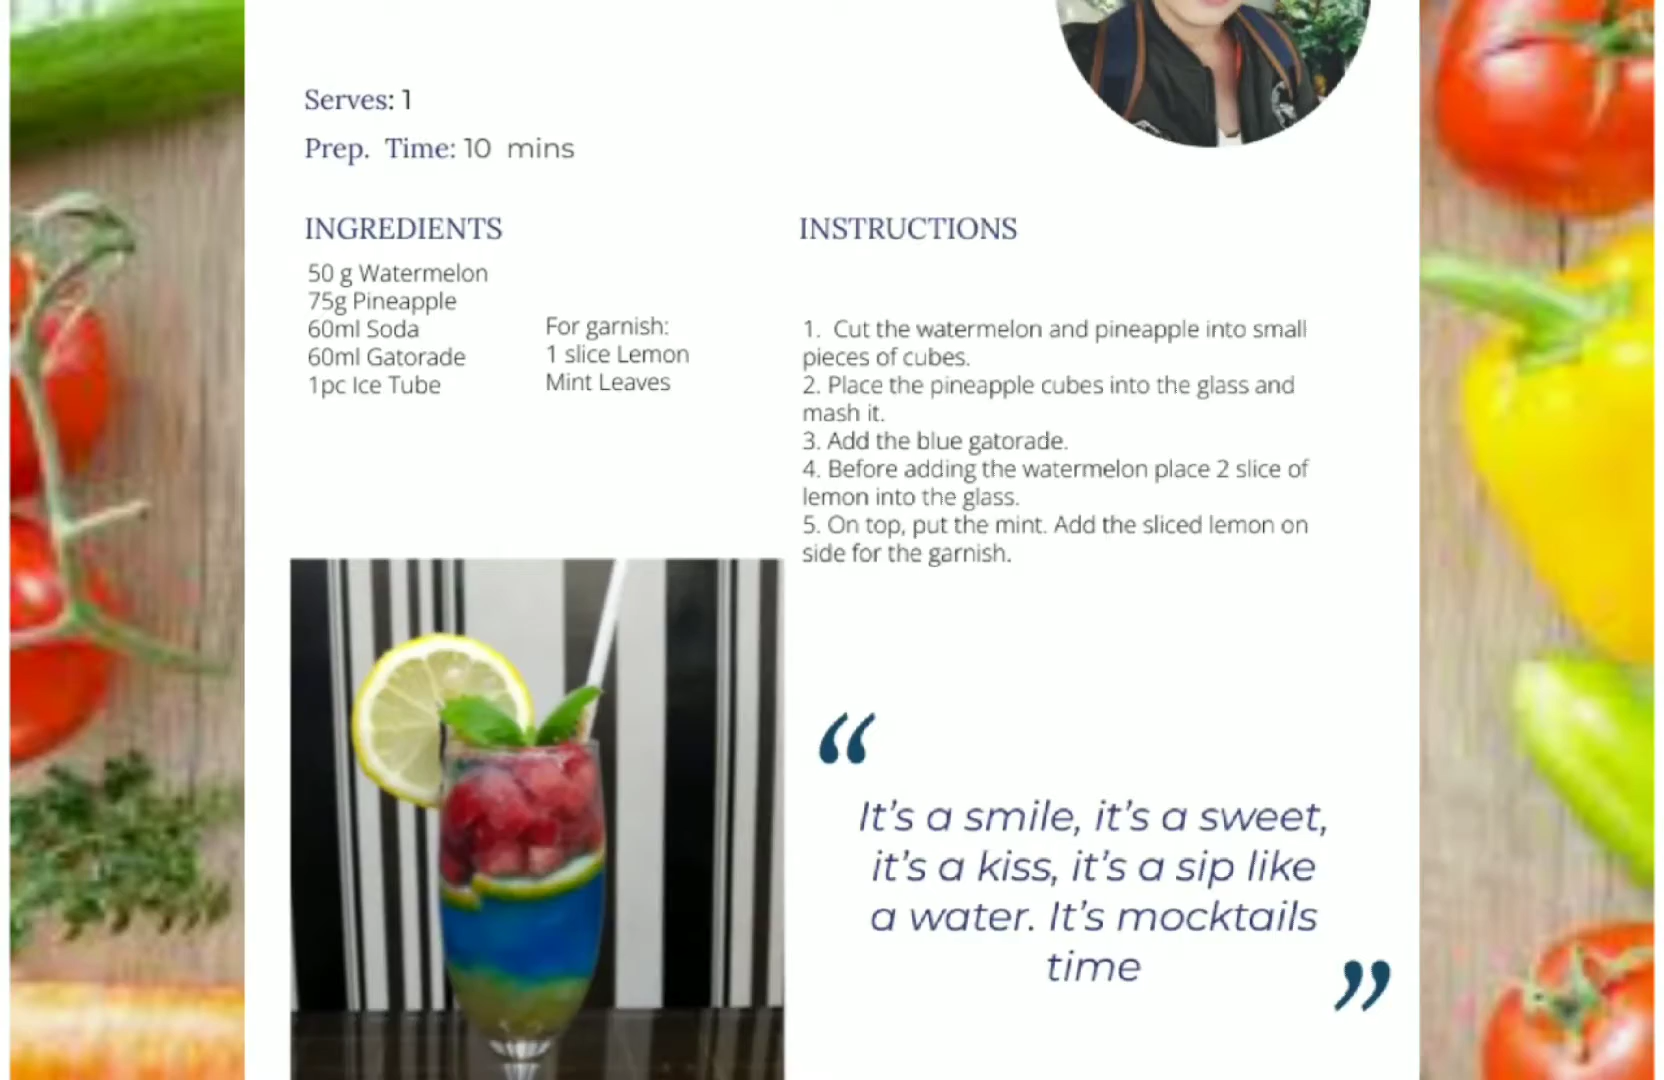 Serves: 1
Prep. Time: 10 mins
INGREDIENTS
50 g Watermelon
75g Pineapple
60ml Soda
60ml Gatorade
1pc Ice Tube
For garnish:
1 slice Lemon
Mint Leaves
INSTRUCTIONS
1. Cut the watermelon and pineapple into small
pieces of cubes.
2. Place the pineapple cubes into the glass and
mash it.
3. Add the blue gatorade.
4. Before adding the watermelon place 2 slice of
lemon into the glass.
5. On top, put the mint. Add the sliced lemon on
side for the garnish.
“
It’s a smile, it’s a sweet,
it’s a kiss, it’s a sip like
a water. It’s mocktails
time
”